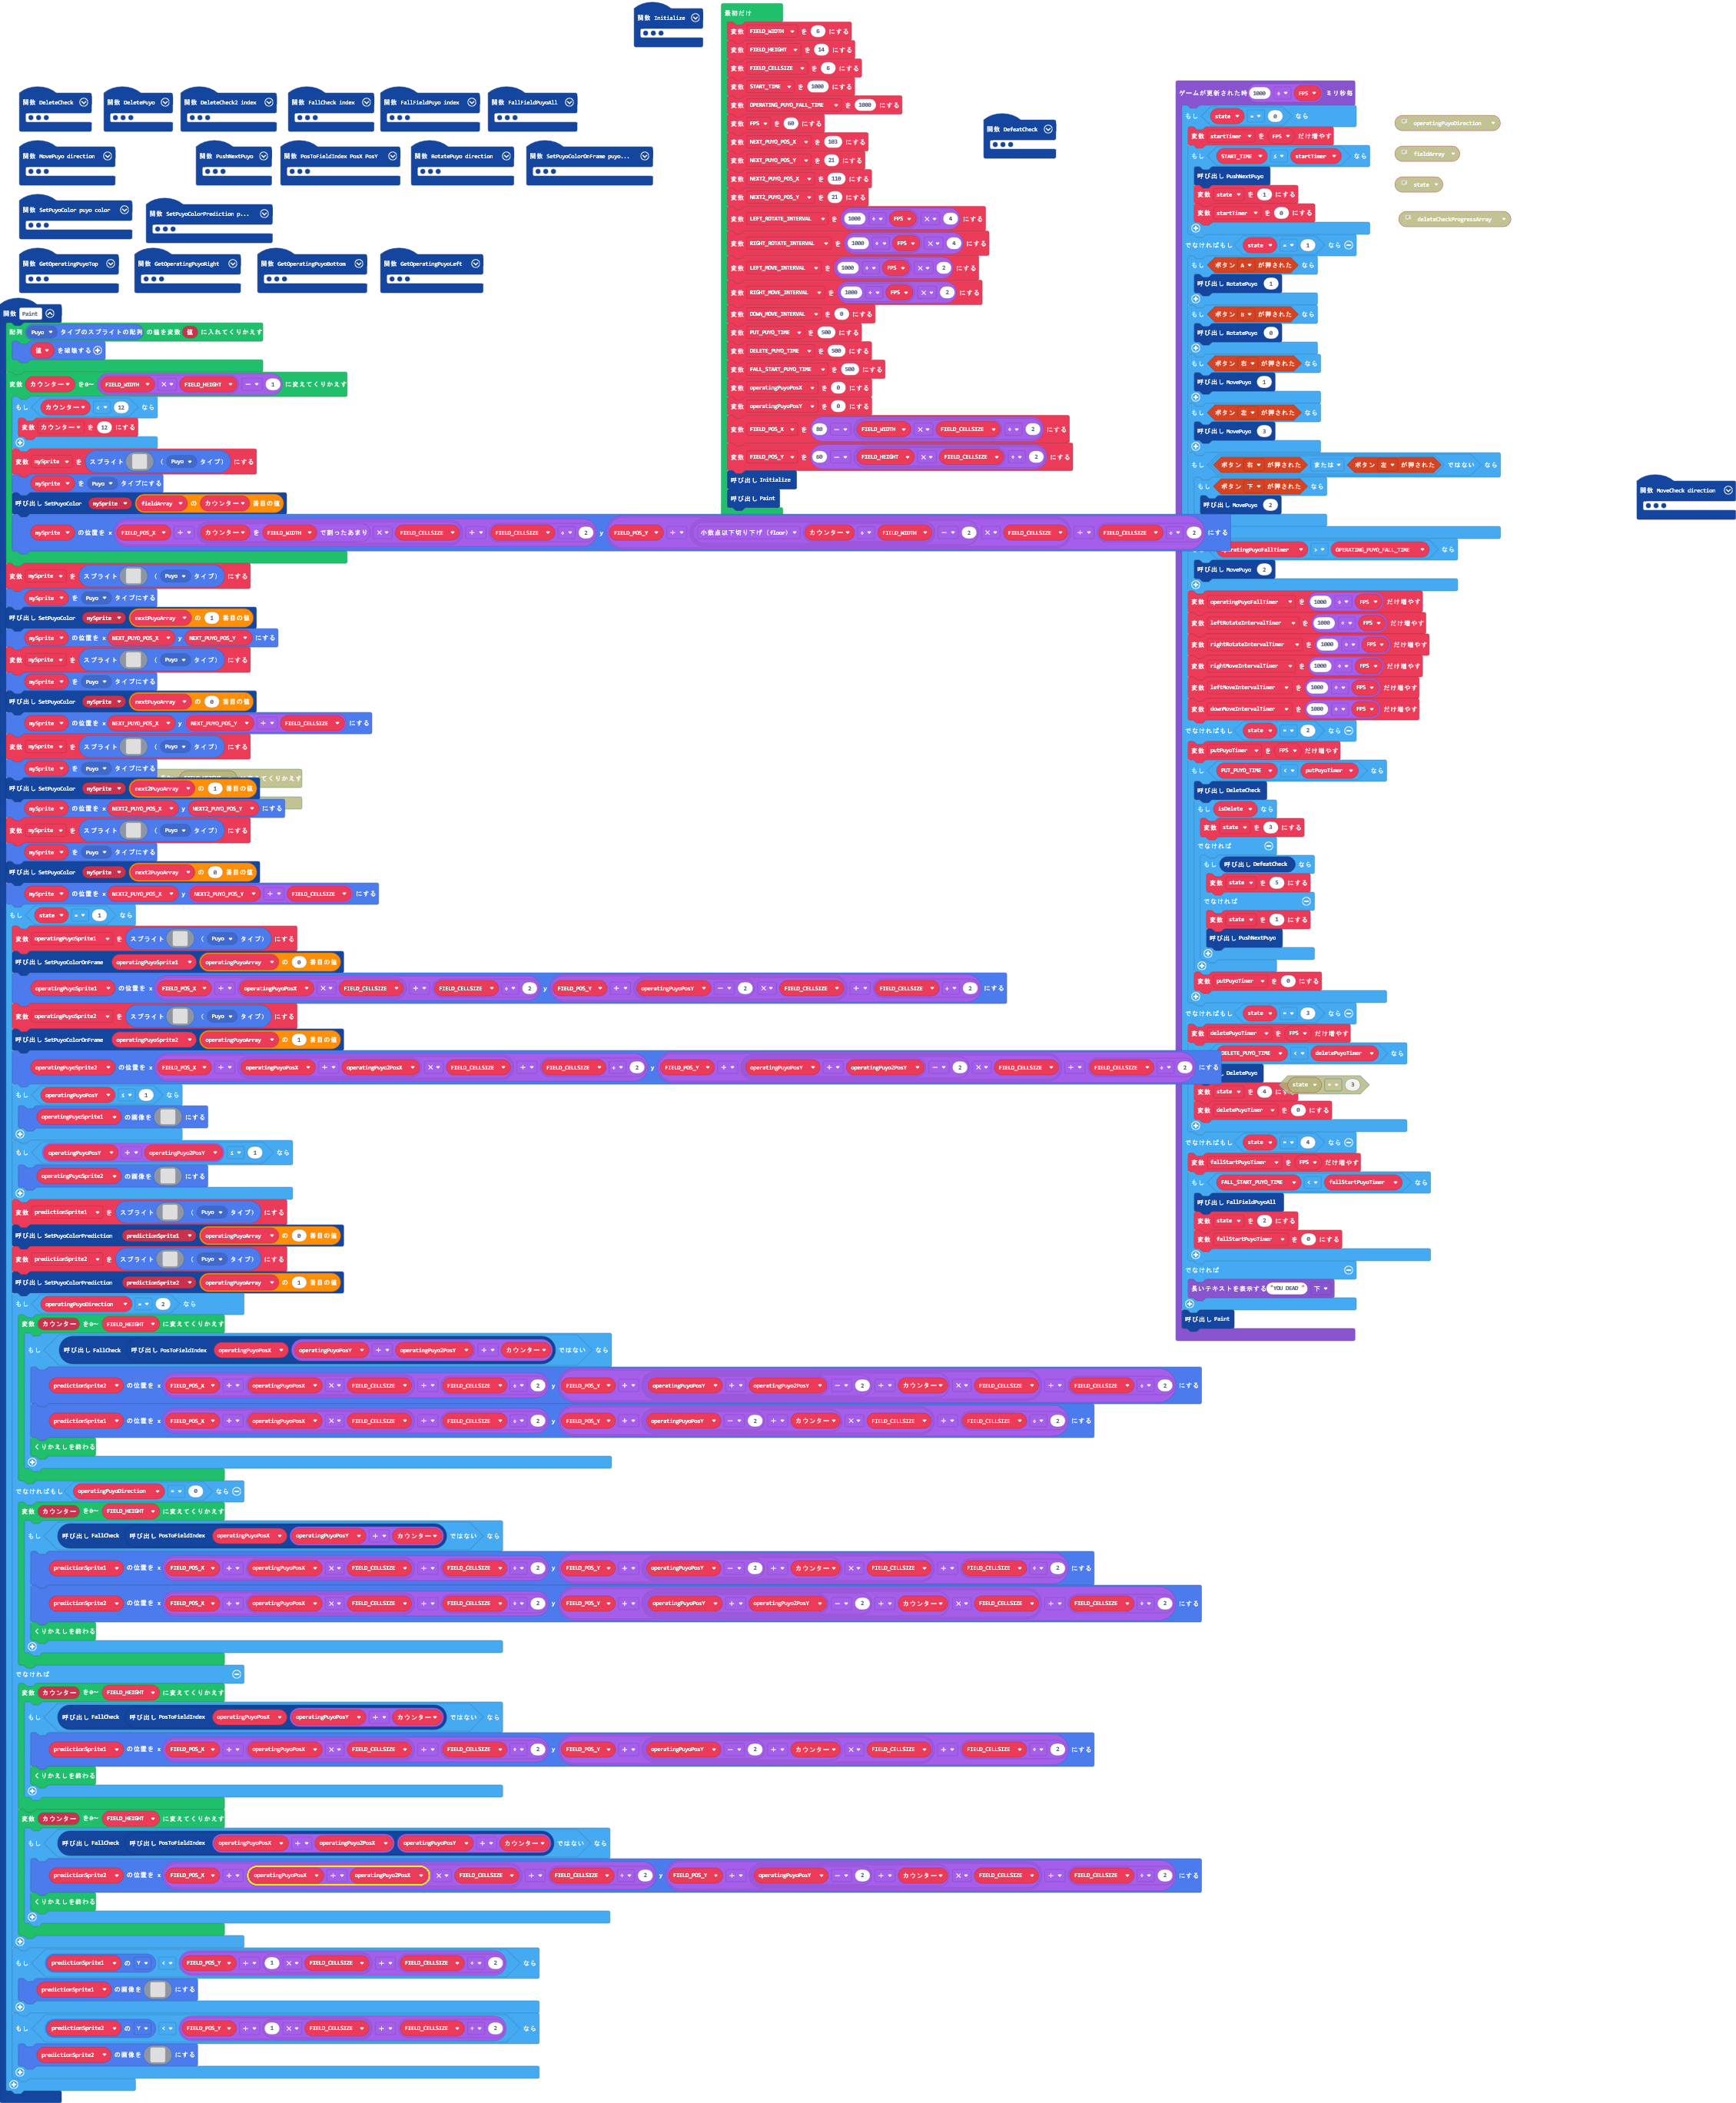 関数 Initialize
関数 DeleteCheck
関数 DeletePuyo
関数 DeleteCheck2 index
関数 FallCheck index
関数 FallFieldPuyo index
関数 FallFieldPuyoAll
関数 MovePuyo direction
関数 PushNextPuyo
関数 PosToFieldIndex PosX PosY
関数 RotatePuyo direction
関数 SetPuyoColorOnFrame puyo...
関数 SetPuyoColor puyo color
関数 SetPuyoColorPrediction p...
関数 GetOperatingPuyoTop
関数 GetOperatingPuyoRight
関数 GetOperatingPuyoBottom
関数 GetOperatingPuyoLeft
関数 DefeatCheck
関数 MoveCheck direction
最初だけ
変数 FIELD_WIDTH を 6 にする
変数 FIELD_HEIGHT を 14 にする
変数 FIELD_CELLSIZE を 6 にする
変数 START_TIME を 1000 にする
変数 OPERATING_PUYO_FALL_TIME を 1000 にする
変数 FPS を 60 にする
変数 NEXT_PUYO_POS_X を 103 にする
変数 NEXT_PUYO_POS_Y を 21 にする
変数 NEXT2_PUYO_POS_X を 110 にする
変数 NEXT2_PUYO_POS_Y を 21 にする
変数 LEFT_ROTATE_INTERVAL を 1000 ÷ FPS × 4 にする
変数 RIGHT_ROTATE_INTERVAL を 1000 ÷ FPS × 4 にする
変数 LEFT_MOVE_INTERVAL を 1000 ÷ FPS × 2 にする
変数 RIGHT_MOVE_INTERVAL を 1000 ÷ FPS × 2 にする
変数 DOWN_MOVE_INTERVAL を 0 にする
変数 PUT_PUYO_TIME を 500 にする
変数 DELETE_PUYO_TIME を 500 にする
変数 FALL_START_PUYO_TIME を 500 にする
変数 operatingPuyoPosX を 0 にする
変数 operatingPuyoPosY を 0 にする
変数 FIELD_POS_X を 80 - FIELD_WIDTH × FIELD_CELLSIZE ÷ 2 にする
変数 FIELD_POS_Y を 60 - FIELD_HEIGHT × FIELD_CELLSIZE ÷ 2 にする
呼び出し Initialize
呼び出し Paint
関数 Paint
配列 Puyo タイプのスプライトの配列 の値を変数 値 に入れてくりかえす
値 を破壊する
変数 カウンター を0~ FIELD_WIDTH × FIELD_HEIGHT - 1 に変えてくりかえす
もし カウンター < 12 なら
変数 カウンター を 12 にする
変数 mySprite を スプライト ( Puyo タイプ) にする
mySprite を Puyo タイプにする
呼び出し SetPuyoColor mySprite fieldArray の カウンター 番目の値
mySprite の位置を x FIELD_POS_X + カウンター を FIELD_WIDTH で割ったあまり × FIELD_CELLSIZE + FIELD_CELLSIZE ÷ 2 y FIELD_POS_Y + 小数点以下切り下げ (floor) カウンター ÷ FIELD_WIDTH - 2 × FIELD_CELLSIZE + FIELD_CELLSIZE ÷ 2 にする
変数 mySprite を スプライト ( Puyo タイプ) にする
mySprite を Puyo タイプにする
呼び出し SetPuyoColor mySprite nextPuyoArray の 1 番目の値
mySprite の位置を x NEXT_PUYO_POS_X y NEXT_PUYO_POS_Y にする
変数 mySprite を スプライト ( Puyo タイプ) にする
mySprite を Puyo タイプにする
呼び出し SetPuyoColor mySprite nextPuyoArray の 0 番目の値
mySprite の位置を x NEXT_PUYO_POS_X y NEXT_PUYO_POS_Y + FIELD_CELLSIZE にする
変数 mySprite を スプライト ( Puyo タイプ) にする
mySprite を Puyo タイプにする
てくりかえす
呼び出し SetPuyoColor mySprite next2PuyoArray の 1 番目の値
mySprite の位置を x NEXT2_PUYO_POS_X y NEXT2_PUYO_POS_Y にする
変数 mySprite を スプライト ( Puyo タイプ) にする
mySprite を Puyo タイプにする
呼び出し SetPuyoColor mySprite next2PuyoArray の 0 番目の値
mySprite の位置を x NEXT2_PUYO_POS_X y NEXT2_PUYO_POS_Y + FIELD_CELLSIZE にする
もし state = 1 なら
変数 operatingPuyoSprite1 を スプライト ( Puyo タイプ) にする
呼び出し SetPuyoColorOnFrame operatingPuyoSprite1 operatingPuyoArray の 0 番目の値
operatingPuyoSprite1 の位置を x FIELD_POS_X + operatingPuyoPosX × FIELD_CELLSIZE + FIELD_CELLSIZE ÷ 2 y FIELD_POS_Y + operatingPuyoPosY - 2 × FIELD_CELLSIZE + FIELD_CELLSIZE ÷ 2 にする
変数 operatingPuyoSprite2 を スプライト ( Puyo タイプ) にする
呼び出し SetPuyoColorOnFrame operatingPuyoSprite2 operatingPuyoArray の 1 番目の値
operatingPuyoSprite2 の位置を x FIELD_POS_X + operatingPuyoPosX + operatingPuyo2PosX × FIELD_CELLSIZE + FIELD_CELLSIZE ÷ 2 y FIELD_POS_Y + operatingPuyoPosY + operatingPuyo2PosY - 2 × FIELD_CELLSIZE + FIELD_CELLSIZE ÷ 2 にする
もし operatingPuyoPosY ≤ 1 なら
operatingPuyoSprite1 の画像を にする
もし operatingPuyoPosY + operatingPuyo2PosY ≤ 1 なら
operatingPuyoSprite2 の画像を にする
変数 predictionSprite1 を スプライト ( Puyo タイプ) にする
呼び出し SetPuyoColorPrediction predictionSprite1 operatingPuyoArray の 0 番目の値
変数 predictionSprite2 を スプライト ( Puyo タイプ) にする
呼び出し SetPuyoColorPrediction predictionSprite2 operatingPuyoArray の 1 番目の値
もし operatingPuyoDirection = 2 なら
変数 カウンター を0~ FIELD_HEIGHT に変えてくりかえす
もし 呼び出し FallCheck 呼び出し PosToFieldIndex operatingPuyoPosX operatingPuyoPosY + operatingPuyo2PosY + カウンター ではない なら
predictionSprite2 の位置を x FIELD_POS_X + operatingPuyoPosX × FIELD_CELLSIZE + FIELD_CELLSIZE ÷ 2 y FIELD_POS_Y + operatingPuyoPosY + operatingPuyo2PosY - 2 + カウンター × FIELD_CELLSIZE + FIELD_CELLSIZE ÷ 2 にする
predictionSprite1 の位置を x FIELD_POS_X + operatingPuyoPosX × FIELD_CELLSIZE + FIELD_CELLSIZE ÷ 2 y FIELD_POS_Y + operatingPuyoPosY - 2 + カウンター × FIELD_CELLSIZE + FIELD_CELLSIZE ÷ 2 にする
くりかえしを終わる
でなければもし operatingPuyoDirection = 0 なら
変数 カウンター を0~ FIELD_HEIGHT に変えてくりかえす
もし 呼び出し FallCheck 呼び出し PosToFieldIndex operatingPuyoPosX operatingPuyoPosY + カウンター ではない なら
predictionSprite1 の位置を x FIELD_POS_X + operatingPuyoPosX × FIELD_CELLSIZE + FIELD_CELLSIZE ÷ 2 y FIELD_POS_Y + operatingPuyoPosY - 2 + カウンター × FIELD_CELLSIZE + FIELD_CELLSIZE ÷ 2 にする
predictionSprite2 の位置を x FIELD_POS_X + operatingPuyoPosX × FIELD_CELLSIZE + FIELD_CELLSIZE ÷ 2 y FIELD_POS_Y + operatingPuyoPosY + operatingPuyo2PosY - 2 + カウンター × FIELD_CELLSIZE + FIELD_CELLSIZE ÷ 2 にする
くりかえしを終わる
でなければ
変数 カウンター を0~ FIELD_HEIGHT に変えてくりかえす
もし 呼び出し FallCheck 呼び出し PosToFieldIndex operatingPuyoPosX operatingPuyoPosY + カウンター ではない なら
predictionSprite1 の位置を x FIELD_POS_X + operatingPuyoPosX × FIELD_CELLSIZE + FIELD_CELLSIZE ÷ 2 y FIELD_POS_Y + operatingPuyoPosY - 2 + カウンター × FIELD_CELLSIZE + FIELD_CELLSIZE ÷ 2 にする
くりかえしを終わる
変数 カウンター を0~ FIELD_HEIGHT に変えてくりかえす
もし 呼び出し FallCheck 呼び出し PosToFieldIndex operatingPuyoPosX + operatingPuyo2PosX operatingPuyoPosY + カウンター ではない なら
predictionSprite2 の位置を x FIELD_POS_X + operatingPuyoPosX + operatingPuyo2PosX × FIELD_CELLSIZE + FIELD_CELLSIZE ÷ 2 y FIELD_POS_Y + operatingPuyoPosY - 2 + カウンター × FIELD_CELLSIZE + FIELD_CELLSIZE ÷ 2 にする
くりかえしを終わる
もし predictionSprite1 の Y < FIELD_POS_Y + 1 × FIELD_CELLSIZE + FIELD_CELLSIZE ÷ 2 なら
predictionSprite1 の画像を にする
もし predictionSprite2 の Y < FIELD_POS_Y + 1 × FIELD_CELLSIZE + FIELD_CELLSIZE ÷ 2 なら
predictionSprite2 の画像を にする
ゲームが更新された時 1000 ÷ FPS ミリ秒毎
もし state = 0 なら
変数 startTimer を FPS だけ増やす
もし START_TIME ≤ startTimer なら
呼び出し PushNextPuyo
変数 state を 1 にする
変数 startTimer を 0 にする
でなければもし state = 1 なら
もし ボタン A が押された なら
呼び出し RotatePuyo 1
もし ボタン B が押された なら
呼び出し RotatePuyo 0
もし ボタン 右 が押された なら
呼び出し MovePuyo 1
もし ボタン 左 が押された なら
呼び出し MovePuyo 3
もし ボタン 右 が押された または ボタン 左 が押された ではない なら
もし ボタン 下 が押された なら
呼び出し MovePuyo 2
ratingPuyoFallTimer > OPERATING_PUYO_FALL_TIME なら
呼び出し MovePuyo 2
変数 operatingPuyoFallTimer を 1000 ÷ FPS だけ増やす
変数 leftRotateIntervalTimer を 1000 ÷ FPS だけ増やす
変数 rightRotateIntervalTimer を 1000 ÷ FPS だけ増やす
変数 rightMoveIntervalTimer を 1000 ÷ FPS だけ増やす
変数 leftMoveIntervalTimer を 1000 ÷ FPS だけ増やす
変数 downMoveIntervalTimer を 1000 ÷ FPS だけ増やす
でなければもし state = 2 なら
変数 putPuyoTimer を FPS だけ増やす
もし PUT_PUYO_TIME < putPuyoTimer なら
呼び出し DeleteCheck
もし isDelete なら
変数 state を 3 にする
でなければ
もし 呼び出し DefeatCheck なら
変数 state を 5 にする
でなければ
変数 state を 1 にする
呼び出し PushNextPuyo
変数 putPuyoTimer を 0 にする
でなければもし state = 3 なら
変数 deletePuyoTimer を FPS だけ増やす
DELETE_PUYO_TIME < deletePuyoTimer なら
DeletePuyo
変数 state を 4 にする
変数 deletePuyoTimer を 0 にする
でなければもし state = 4 なら
変数 fallStartPuyoTimer を FPS だけ増やす
もし FALL_START_PUYO_TIME < fallStartPuyoTimer なら
呼び出し FallFieldPuyoAll
変数 state を 2 にする
変数 fallStartPuyoTimer を 0 にする
でなければ
長いテキストを表示する "YOU DEAD" 下
呼び出し Paint
operatingPuyoDirection
fieldArray
state
deleteCheckProgressArray
state = 3